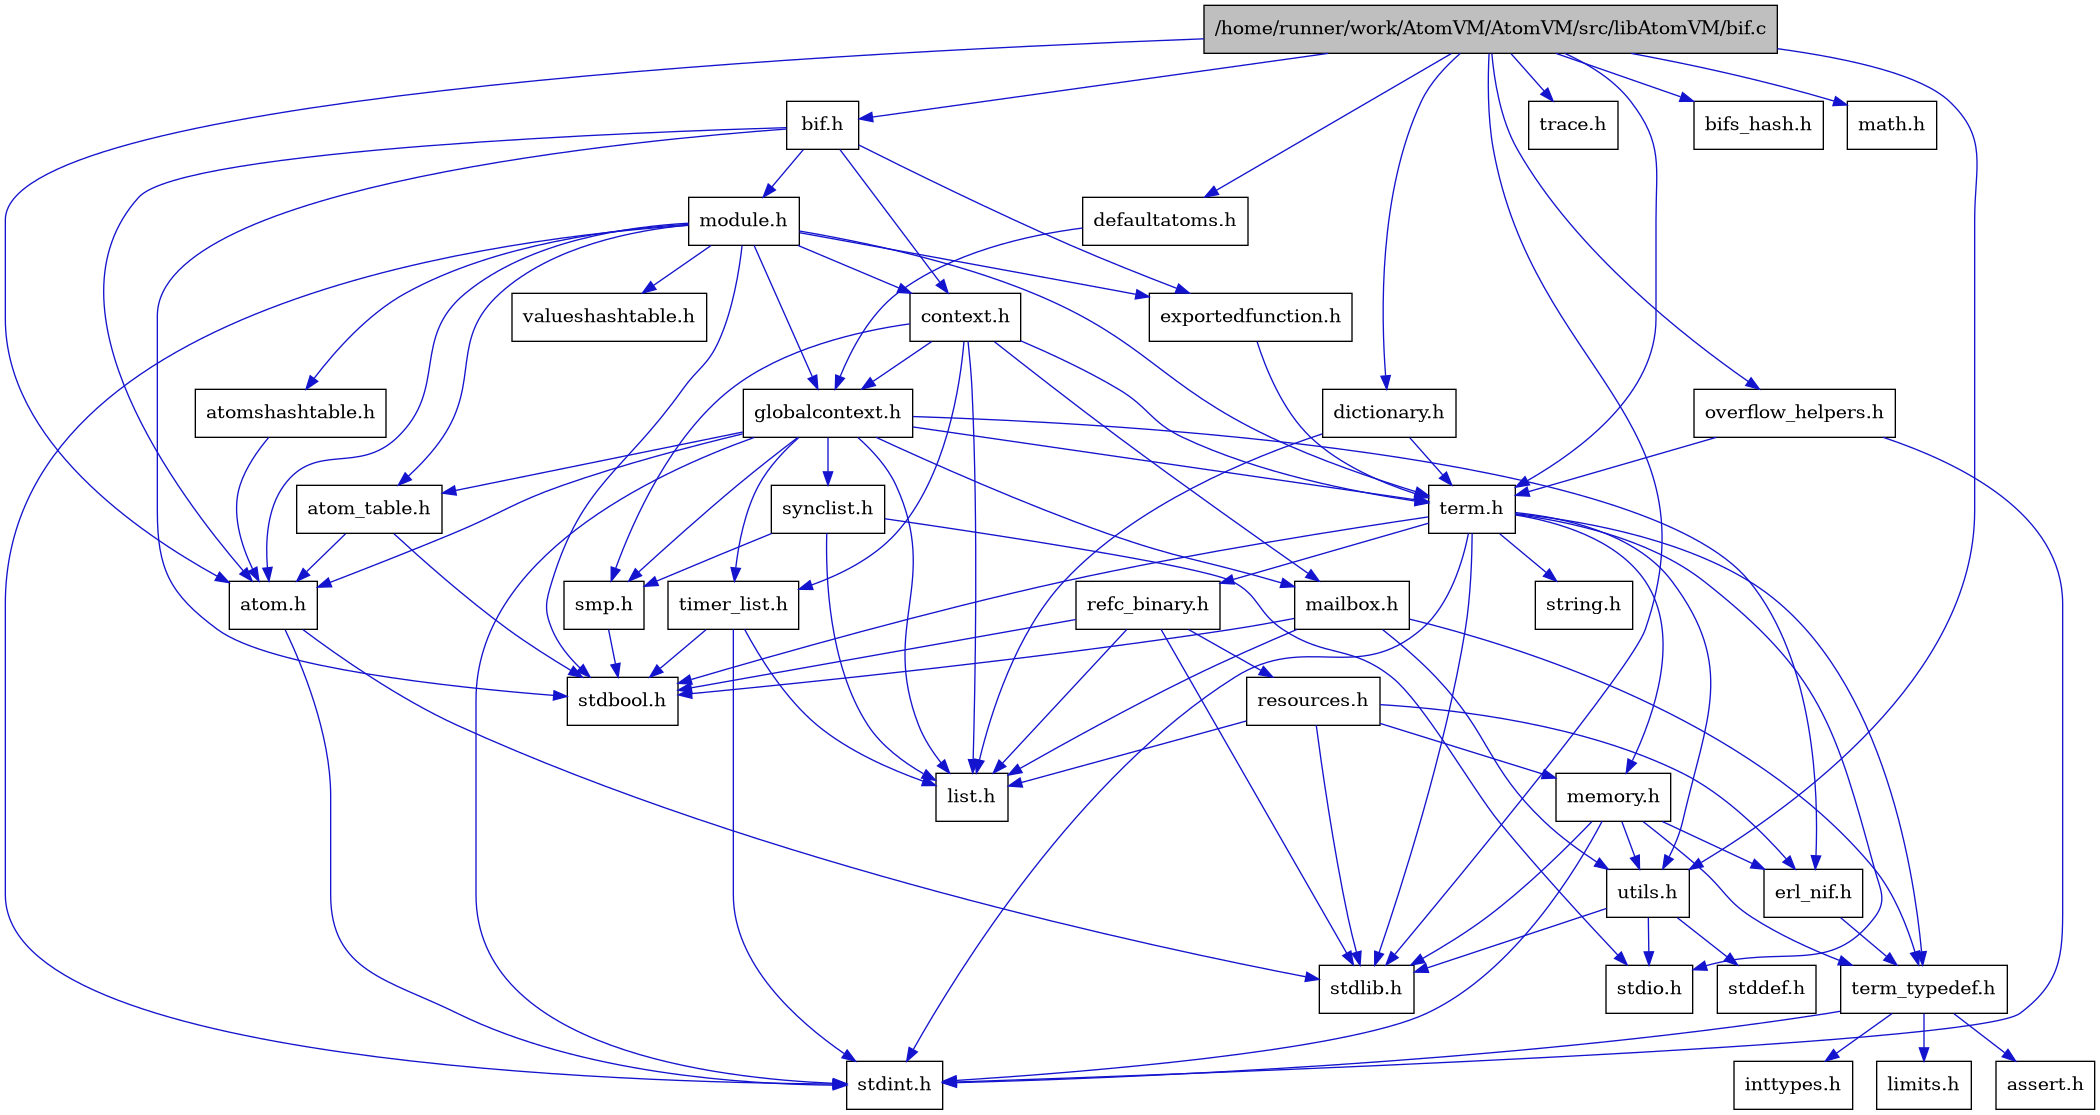 /home/runner/work/AtomVM/AtomVM/src/libAtomVM/bif.c
bif.h
trace.h
bifs_hash.h
math.h
module.h
defaultatoms.h
valueshashtable.h
context.h
exportedfunction.h
atomshashtable.h
globalcontext.h
dictionary.h
overflow_helpers.h
atom_table.h
synclist.h
term.h
atom.h
smp.h
timer_list.h
refc_binary.h
mailbox.h
string.h
stdbool.h
resources.h
list.h
memory.h
utils.h
erl_nif.h
stdlib.h
stdio.h
stddef.h
term_typedef.h
stdint.h
inttypes.h
limits.h
assert.h